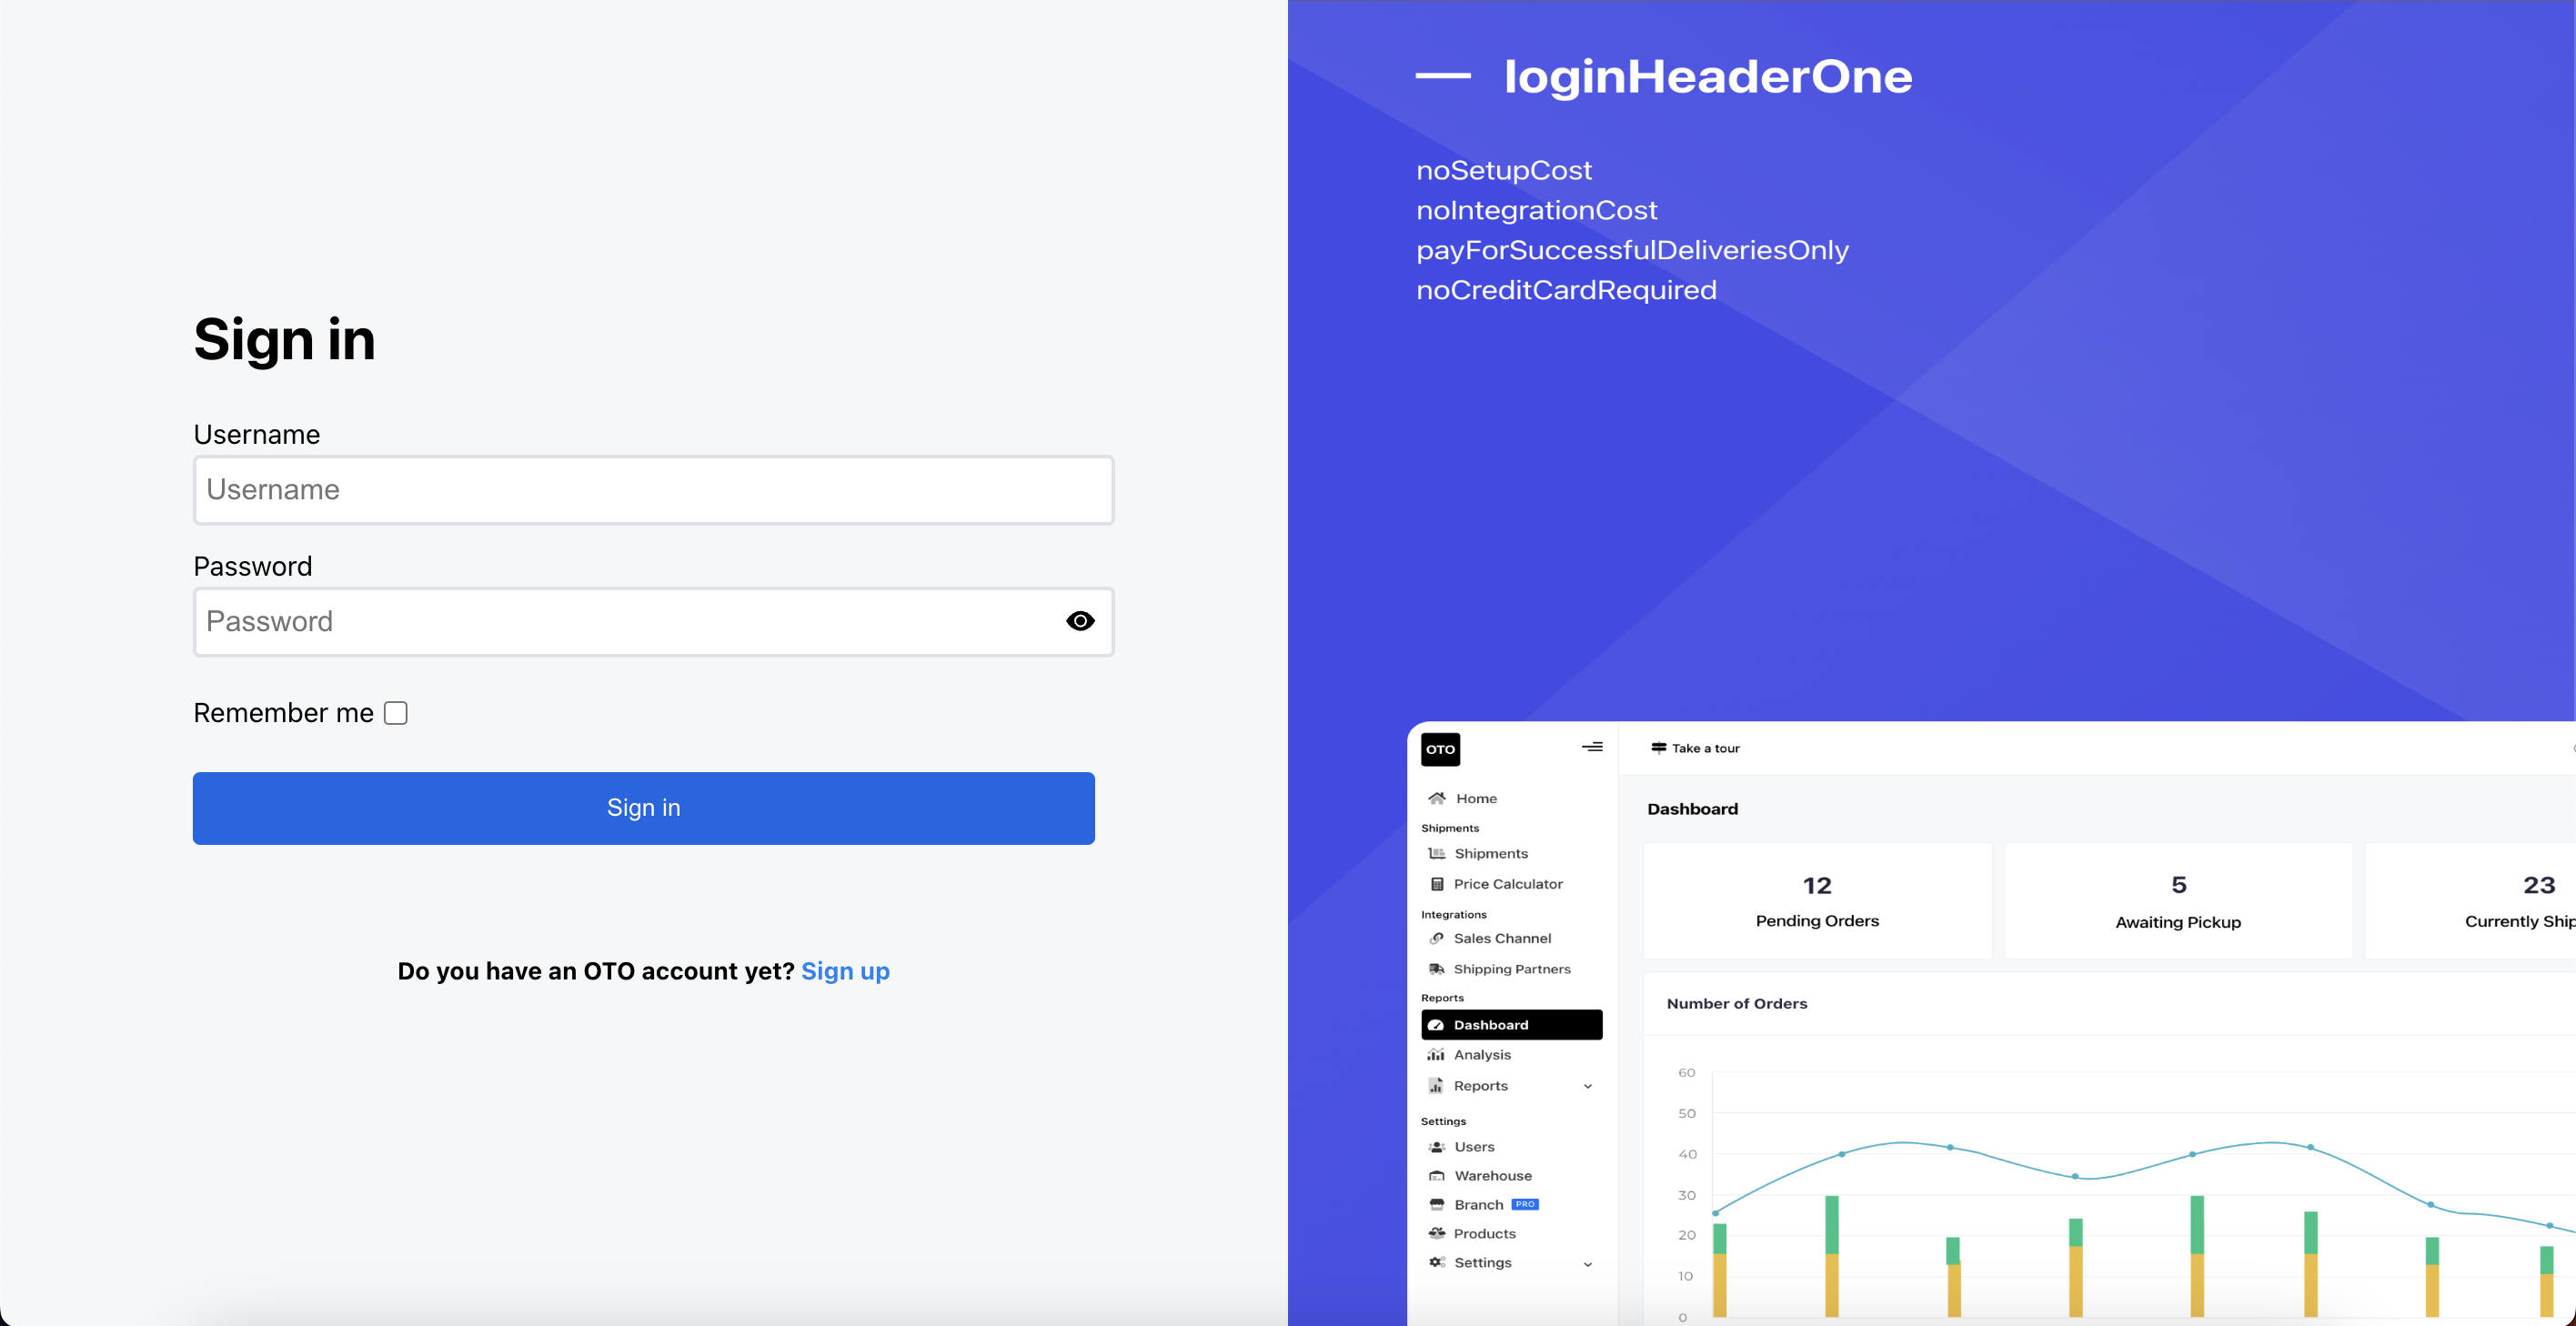 Sign in
Username
Username
Password
Password
Remember me
Sign in
Do you have an OTO account yet? Sign up
loginHeaderOne
noSetupCost
noIntegrationCost
payForSuccessfulDeliveriesOnly
noCreditCardRequired
OTO
Home
Shipments
Shipments
Price Calculator
Integrations
Sales Channel
Shipping Partners
Reports
Dashboard
Analysis
Reports
Settings
Users
Warehouse
Branch PRO
Products
Settings
Take a tour
Dashboard
12
Pending Orders
5
Awaiting Pickup
23
Currently Ship
Number of Orders
60
50
40
30
20
10
0